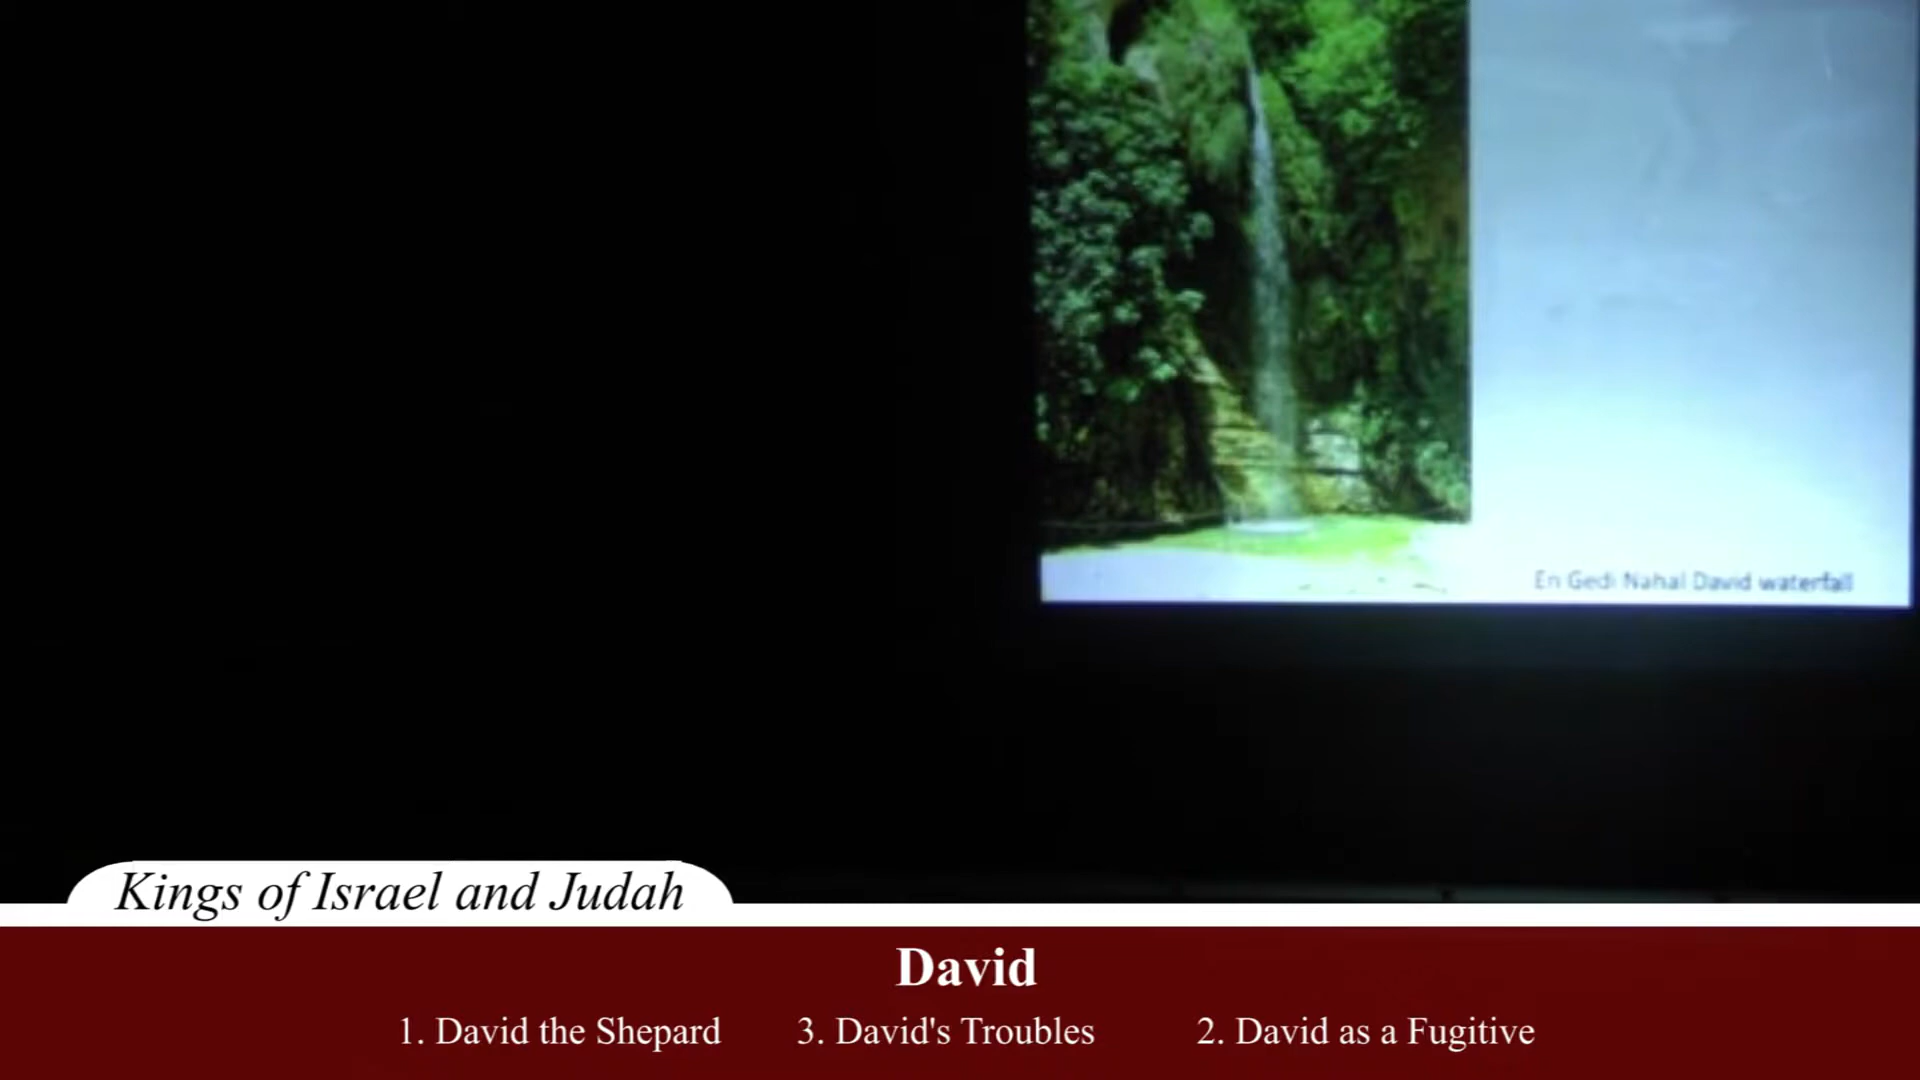 En Gedi Nahal David waterfall
Kings of Israel and Judah
David
1. David the Shepard 3. David's Troubles 2. David as a Fugitive